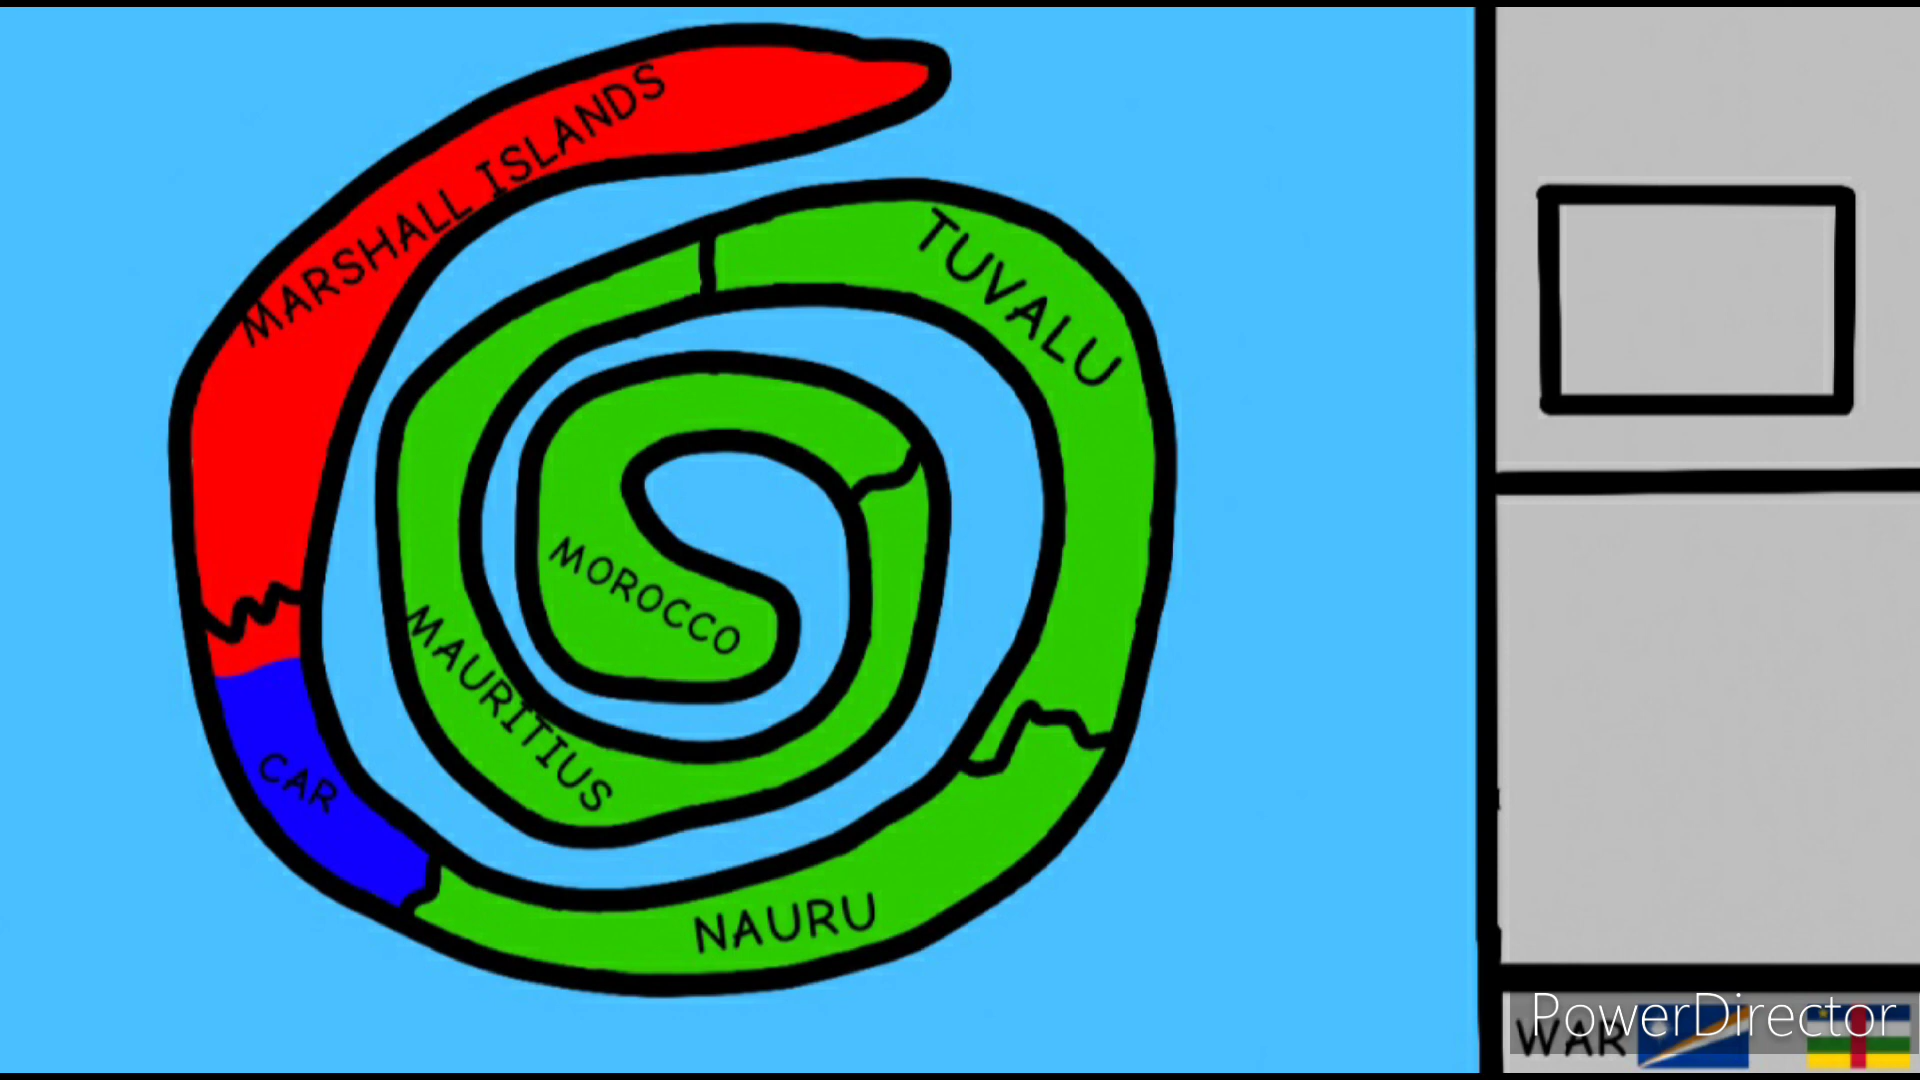 MARSHALL ISLANDS
TUVALU
MOROCCO
MAURITIUS
CAR
NAURU
PowerDirector
WAR